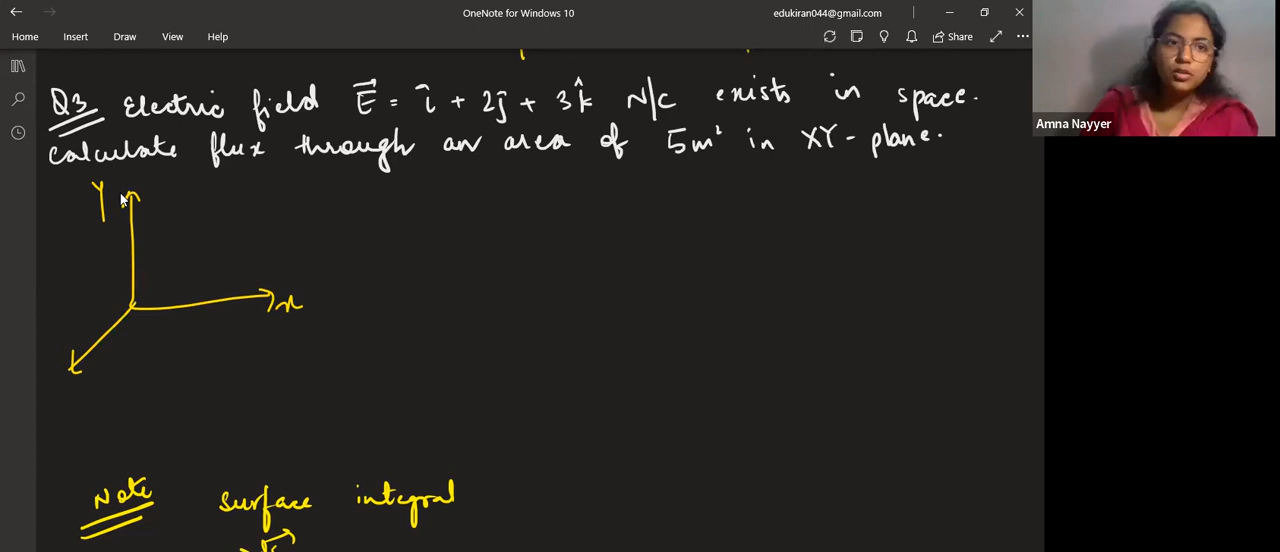 OneNote for Windows 10
edukiran044@gmail.com
Home Insert Draw View Help
Share
Amna Nayyer
Q3 Electric field E⃗ = î + 2ĵ + 3k̂ N/C exists in space.
Calculate flux through an area of 5m² in XY-plane.
Y
x
Note Surface integral